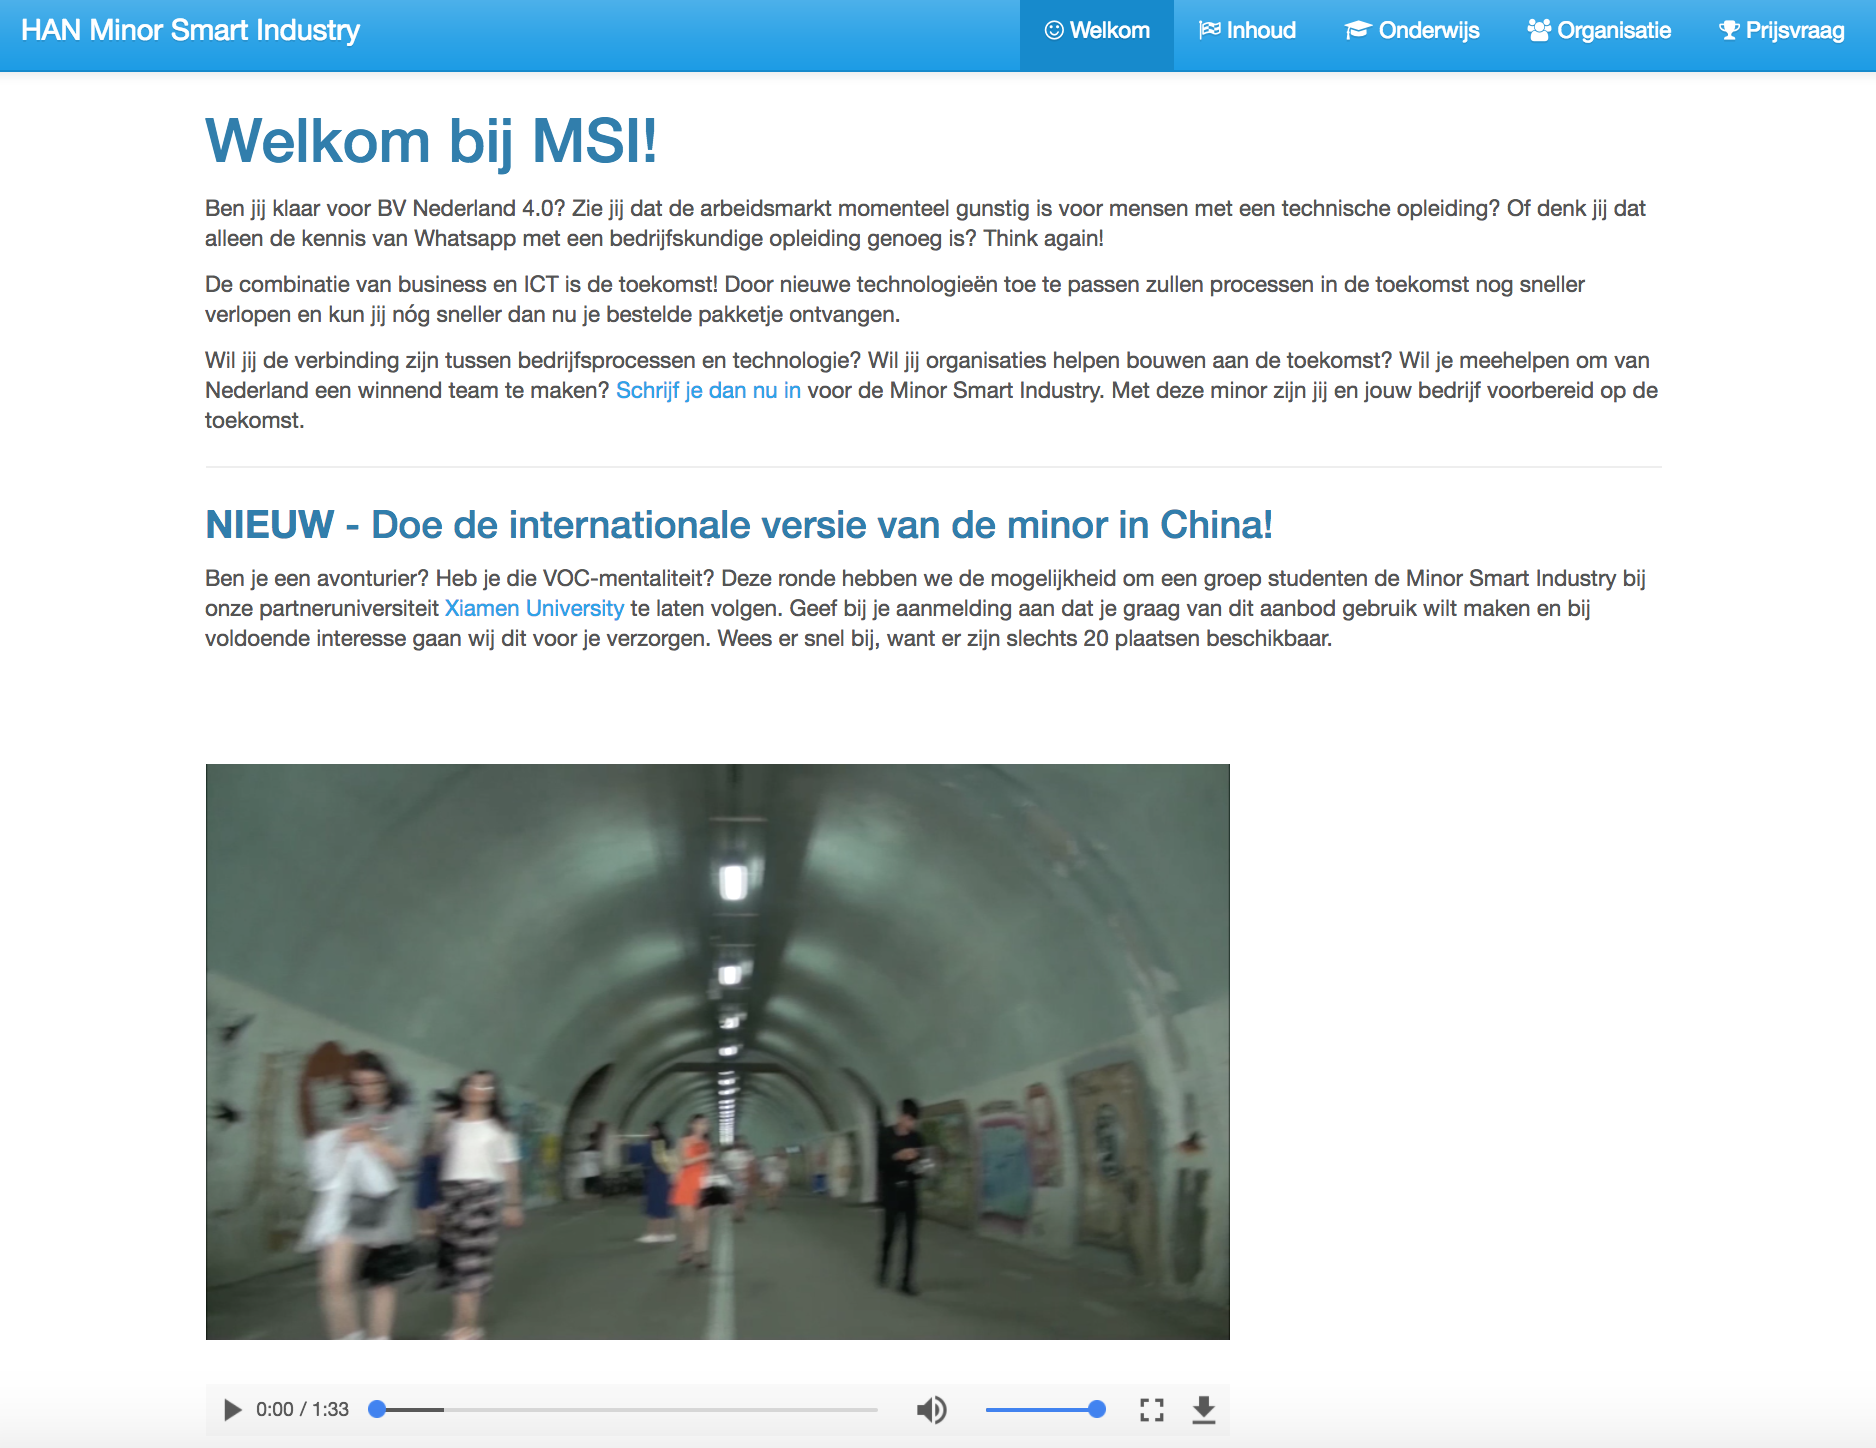 HAN Minor Smart Industry
Welkom
Inhoud
Onderwijs
Organisatie
Prijsvraag
Welkom bij MSI!
Ben jij klaar voor BV Nederland 4.0? Zie jij dat de arbeidsmarkt momenteel gunstig is voor mensen met een technische opleiding? Of denk jij dat
alleen de kennis van Whatsapp met een bedrijfskundige opleiding genoeg is? Think again!
De combinatie van business en ICT is de toekomst! Door nieuwe technologieën toe te passen zullen processen in de toekomst nog sneller
verlopen en kun jij nóg sneller dan nu je bestelde pakketje ontvangen.
Wil jij de verbinding zijn tussen bedrijfsprocessen en technologie? Wil jij organisaties helpen bouwen aan de toekomst? Wil je meehelpen om van
Nederland een winnend team te maken? Schrijf je dan nu in voor de Minor Smart Industry. Met deze minor zijn jij en jouw bedrijf voorbereid op de
toekomst.
NIEUW - Doe de internationale versie van de minor in China!
Ben je een avonturier? Heb je die VOC-mentaliteit? Deze ronde hebben we de mogelijkheid om een groep studenten de Minor Smart Industry bij
onze partneruniversiteit Xiamen University te laten volgen. Geef bij je aanmelding aan dat je graag van dit aanbod gebruik wilt maken en bij
voldoende interesse gaan wij dit voor je verzorgen. Wees er snel bij, want er zijn slechts 20 plaatsen beschikbaar.
0:00 / 1:33